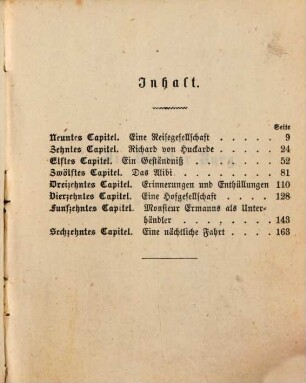 Inhalt.
Seite
Neuntes Capitel. Eine Reisegesellschaft . . . . . 9
Zehntes Capitel. Richard von Huckarde . . . . 24
Elftes Capitel. Ein Geständniß . . . . . . . 52
Zwölftes Capitel. Das Alibi . . . . . . . . 81
Dreizehntes Capitel. Erinnerungen und Enthüllungen 110
Vierzehntes Capitel. Eine Hofgesellschaft . . . . 128
Funfzehntes Capitel. Monsieur Ermanns als Unter-
händler . . . . . . . 143
Sechzehntes Capitel. Eine nächtliche Fahrt . . . . 163